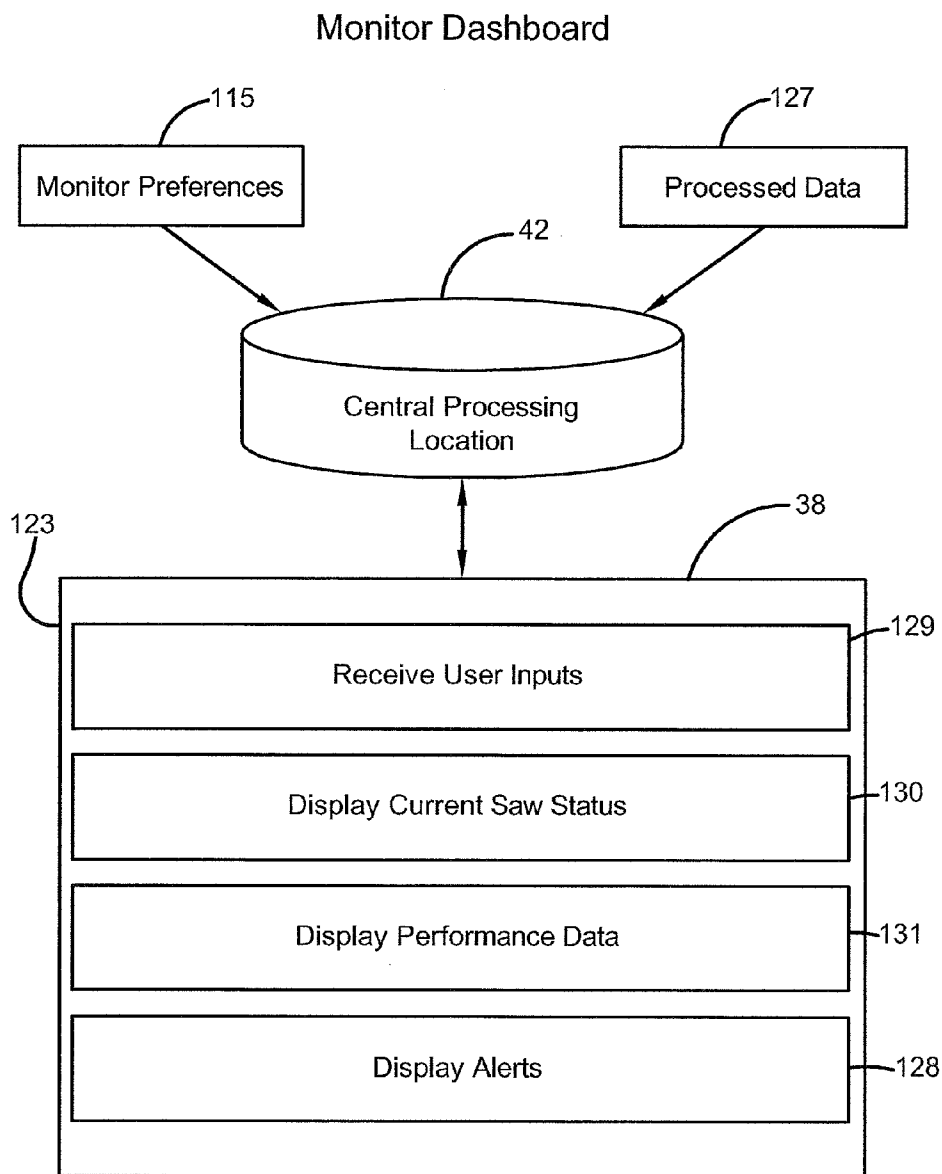 Monitor Dashboard
115
127
Monitor Preferences
Processed Data
42
Central Processing
Location
123
38
129
Receive User Inputs
Display Current Saw Status
130
Display Performance Data
131
Display Alerts
128